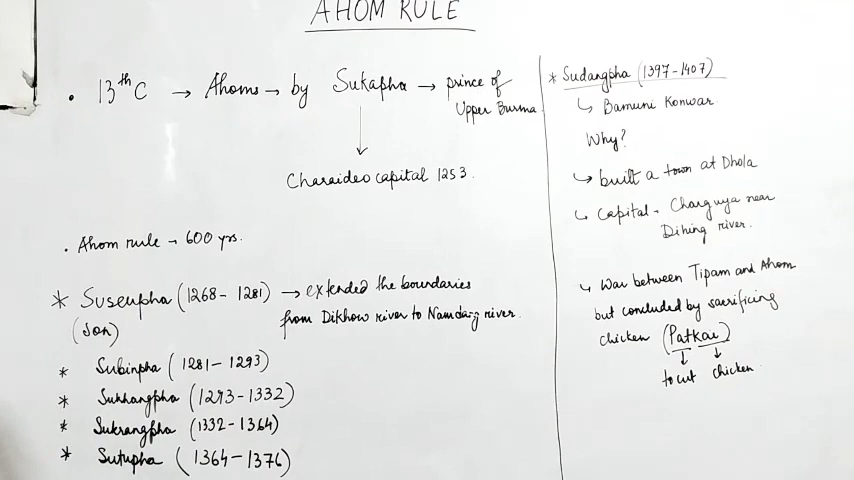 AHOM RULE
• 13th C → Ahoms → by Sukapha → prince of
Upper Burma.
Charaideo capital 1253.
• Ahom rule → 600 yrs.
* Suseupha (1268 - 1281) → extended the boundaries
(son) from Dikhow river to Namdang river.
* Subinpha (1281 - 1293)
* Sukhangpha (1293 - 1332)
* Sukrangpha (1332 - 1364)
* Sutupha (1364 - 1376)
* Sudangpha (1397 - 1407)
↳ Bamuni Konwar.
Why?
↳ built a town at Dhola
↳ capital - Charguya near
Dihing river.
↳ War between Tipam and Ahom
but concluded by sacrificing
chicken (Patkai)
to cut chicken.